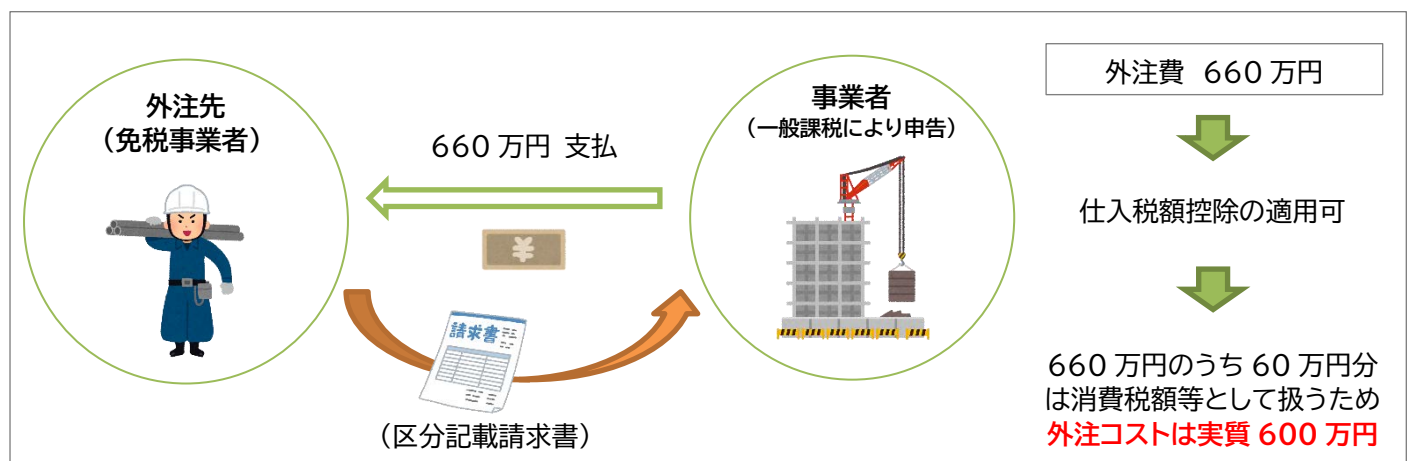 外注先
（免税事業者）
660 万円 支払
¥
請求書
（区分記載請求書）
事業者
（一般課税により申告）
外注費 660 万円
仕入税額控除の適用可
660 万円のうち 60 万円分
は消費税額等として扱うため
外注コストは実質 600 万円